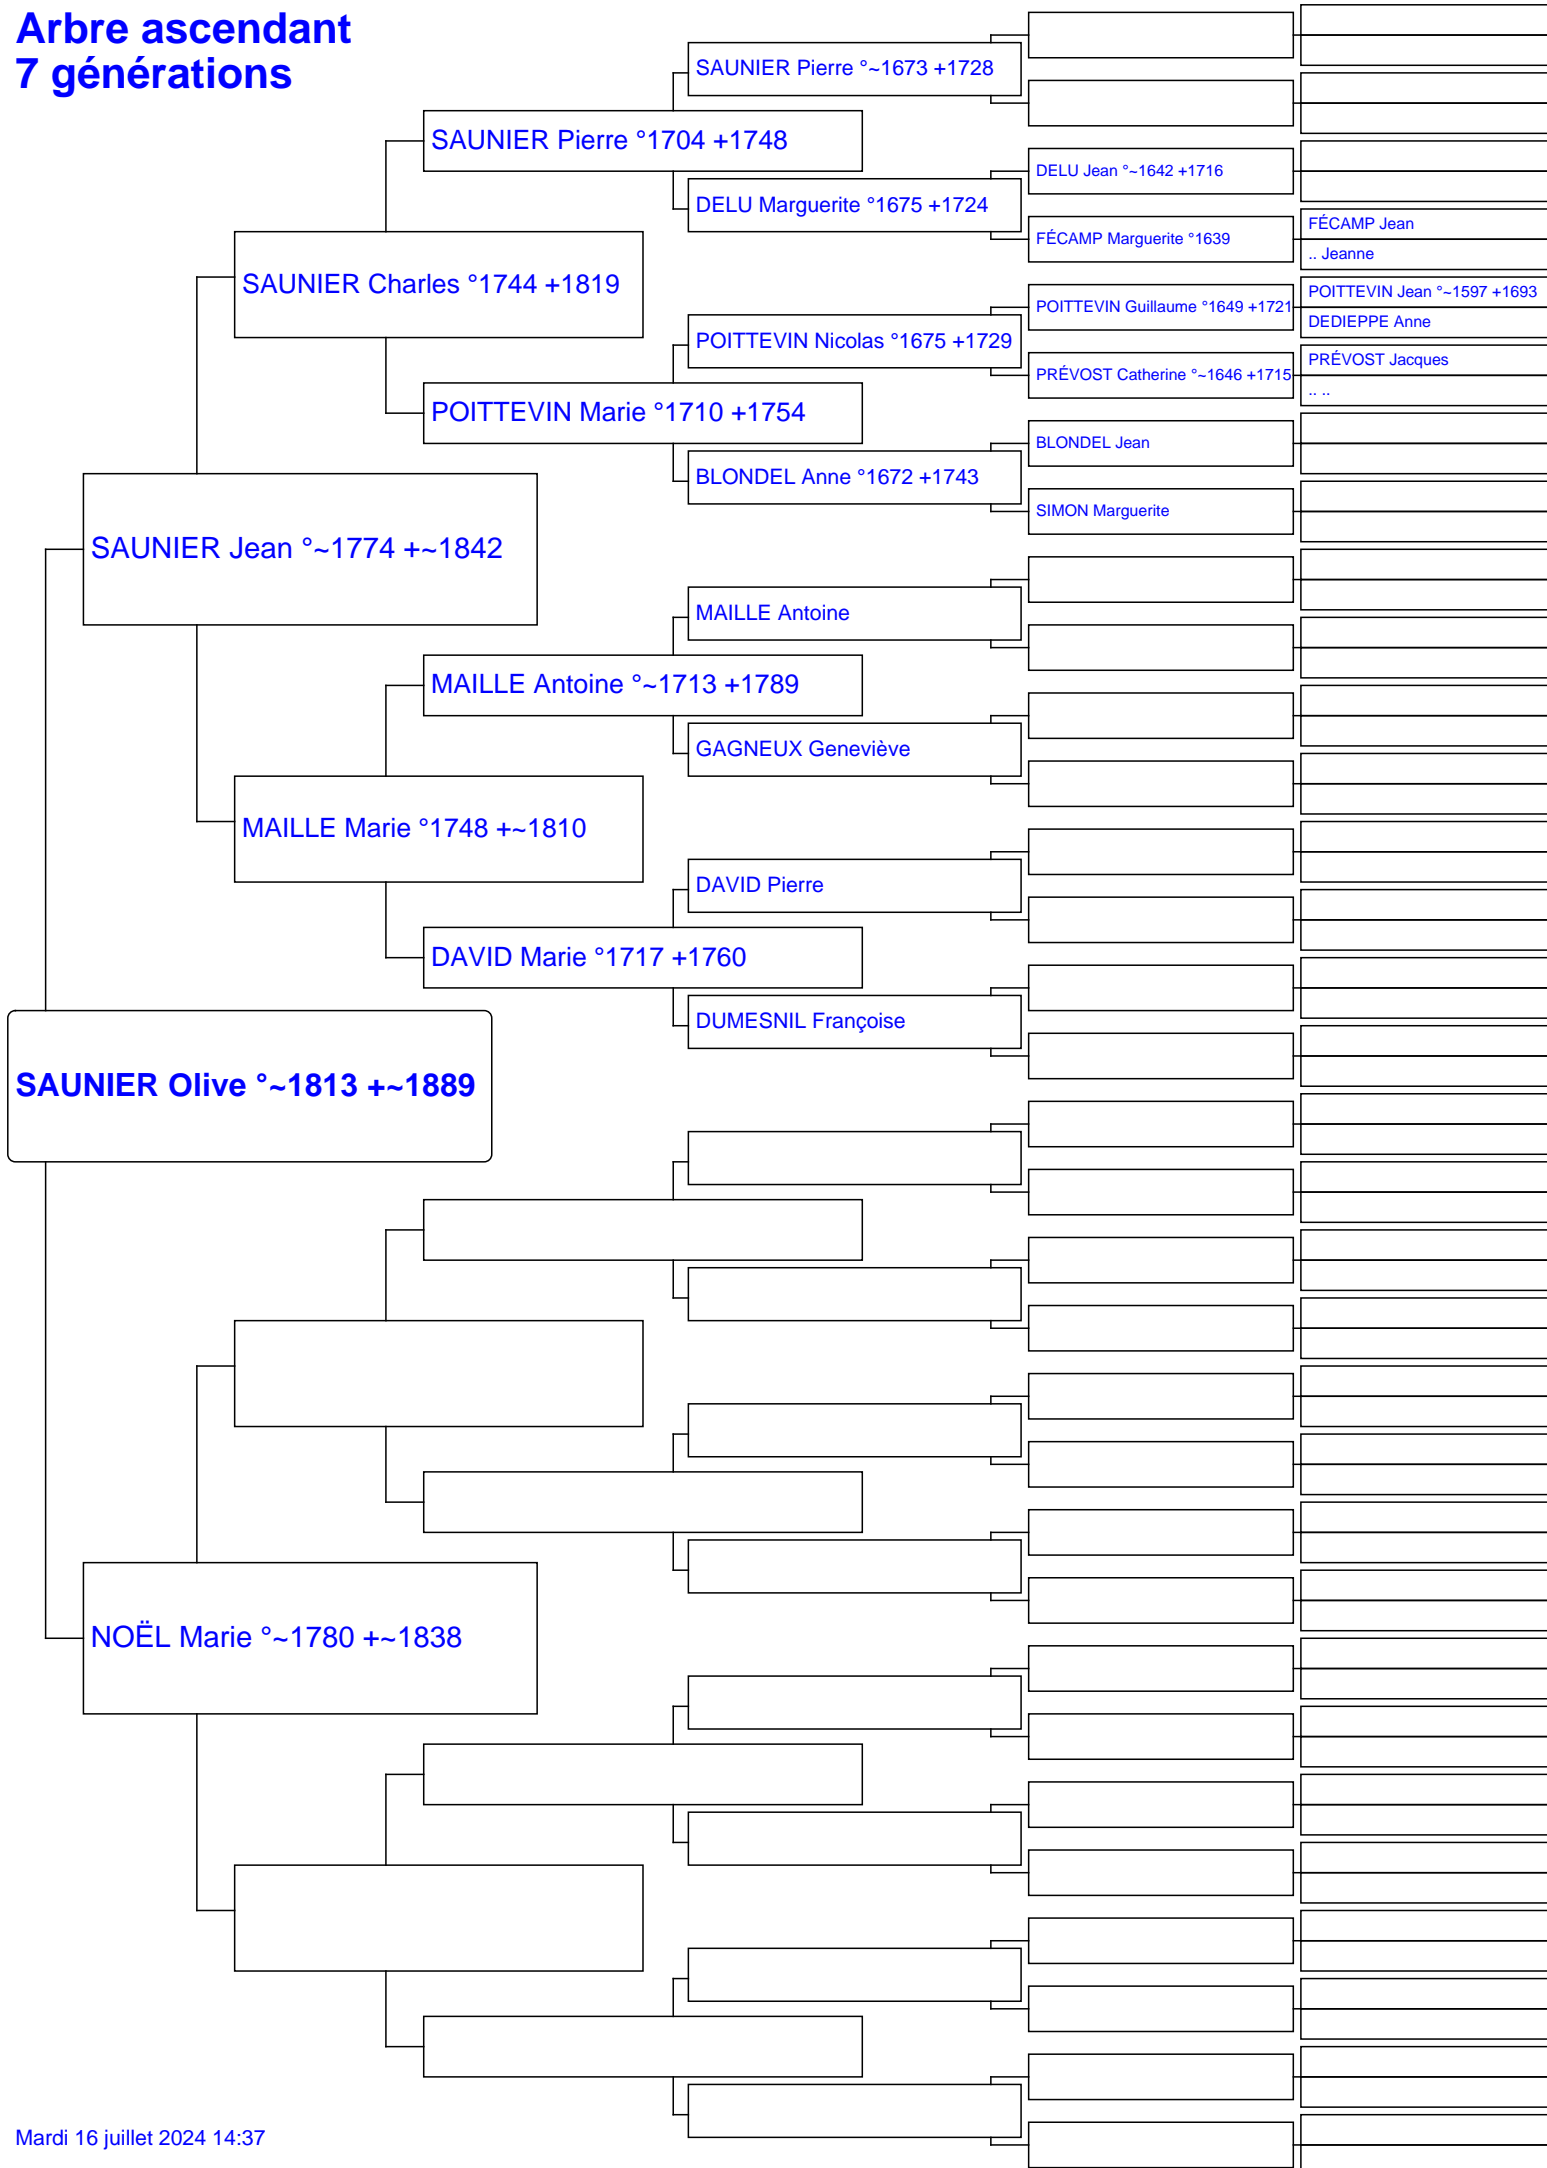 Arbre ascendant
7 générations
SAUNIER Pierre °~1673 +1728
SAUNIER Pierre °1704 +1748
DELU Jean °~1642 +1716
DELU Marguerite °1675 +1724
FÉCAMP Jean
FÉCAMP Marguerite °1639
.. Jeanne
SAUNIER Charles °1744 +1819
POITTEVIN Jean °~1597 +1693
POITTEVIN Guillaume °1649 +1721
DEDIEPPE Anne
POITTEVIN Nicolas °1675 +1729
PRÉVOST Jacques
PRÉVOST Catherine °~1646 +1715
.. ..
POITTEVIN Marie °1710 +1754
BLONDEL Jean
BLONDEL Anne °1672 +1743
SIMON Marguerite
SAUNIER Jean °~1774 +~1842
MAILLE Antoine
MAILLE Antoine °~1713 +1789
GAGNEUX Geneviève
MAILLE Marie °1748 +~1810
DAVID Pierre
DAVID Marie °1717 +1760
DUMESNIL Françoise
SAUNIER Olive °~1813 +~1889
NOËL Marie °~1780 +~1838
Mardi 16 juillet 2024 14:37